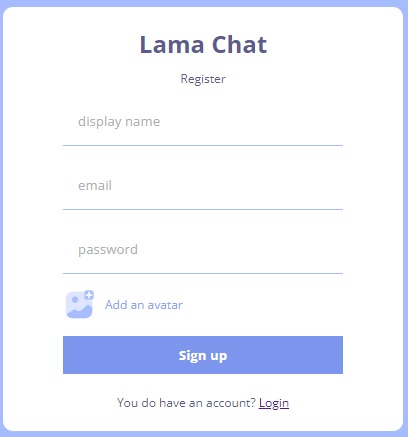 Lama Chat
Register
display name
email
password
Add an avatar
Sign up
You do have an account? Login